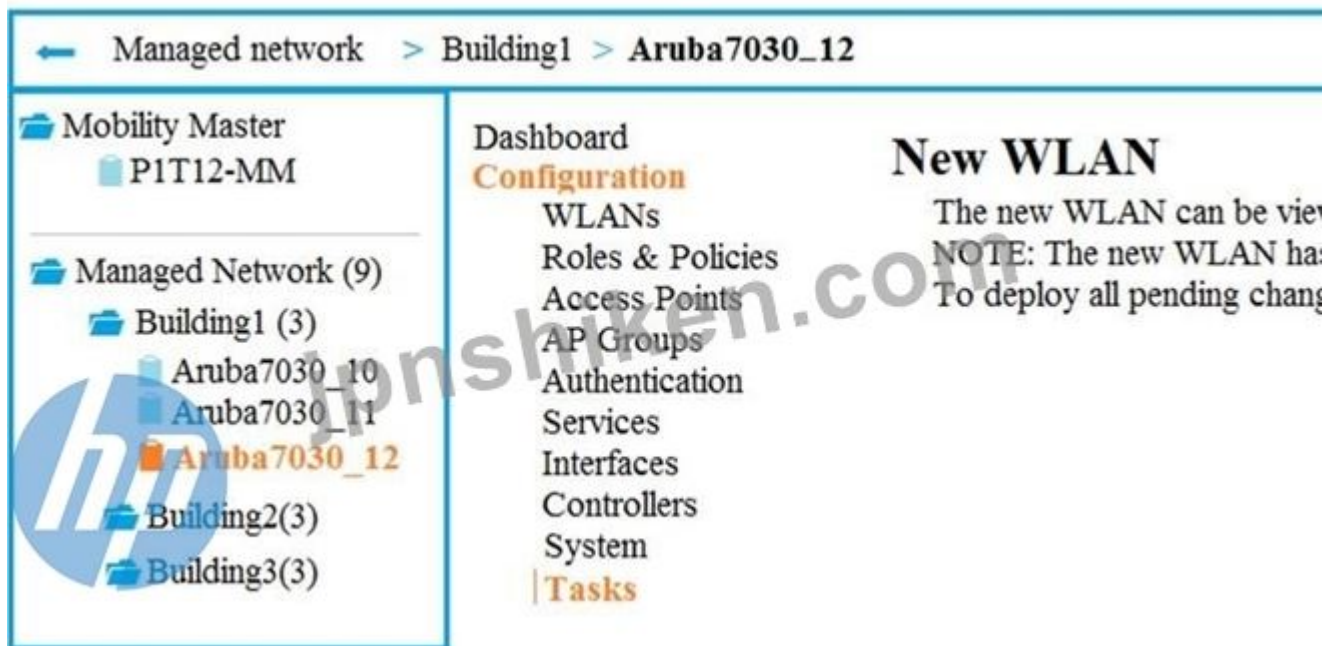 Managed network > Building1 > Aruba7030_12
Mobility Master
P1T12-MM
Managed Network (9)
Building1 (3)
Aruba7030_10
Aruba7030_11
Aruba7030_12
Building2(3)
Building3(3)
Dashboard
Configuration
WLANs
Roles & Policies
Access Points
AP Groups
Authentication
Services
Interfaces
Controllers
System
Tasks
New WLAN
The new WLAN can be view
NOTE: The new WLAN has
To deploy all pending chang
jpnshiken.com
hp